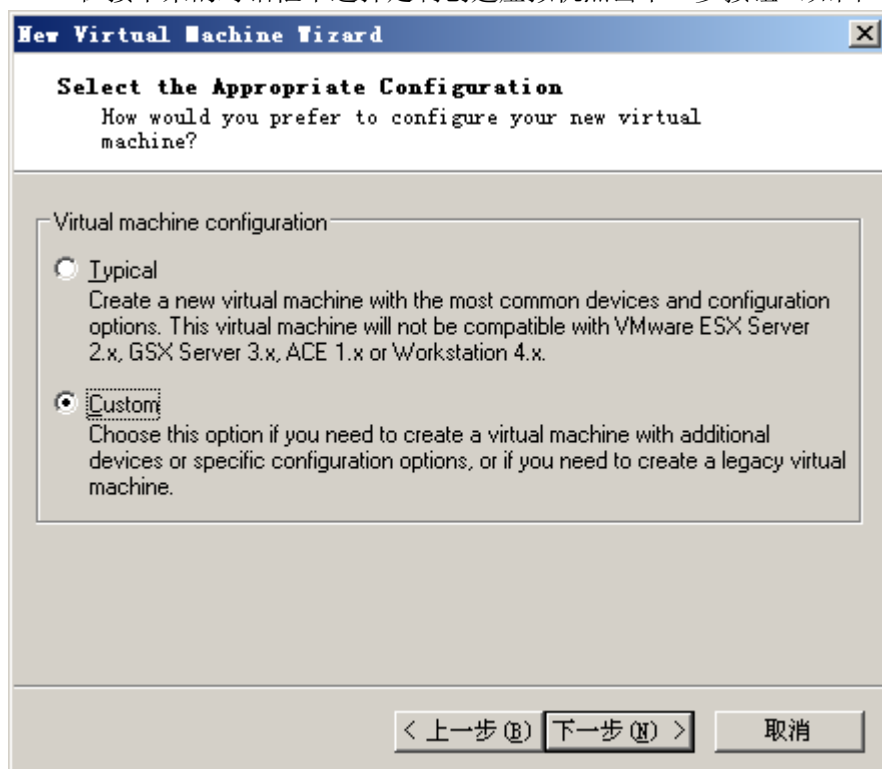 New Virtual Machine Wizard
Select the Appropriate Configuration
How would you prefer to configure your new virtual
machine?
Virtual machine configuration
Typical
Create a new virtual machine with the most common devices and configuration
options. This virtual machine will not be compatible with VMware ESX Server
2.x, GSX Server 3.x, ACE 1.x or Workstation 4.x.
Custom
Choose this option if you need to create a virtual machine with additional
devices or specific configuration options, or if you need to create a legacy virtual
machine.
< 上一步(B) 下一步(N) > 取消